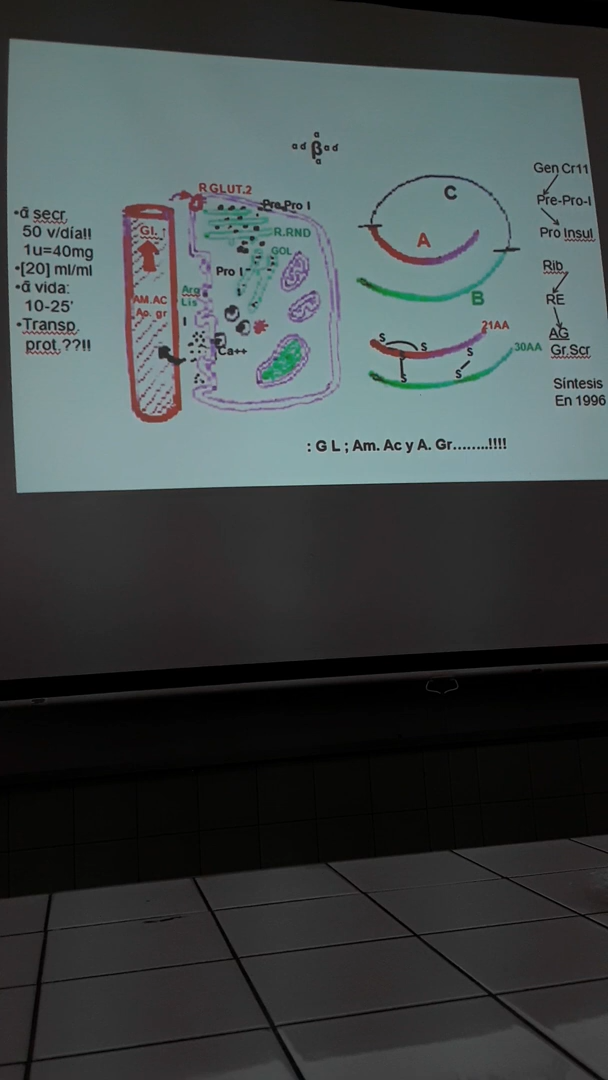 α
α d β α d
α
•ā secr,
50 v/día!!
1u=40mg
•[20] ml/ml
•ā vida:
10-25'
•Transp.
prot.??!!
R GLUT.2
Gl.
AM.AC
Ac. gr
Pre Pro I
R.RND
GOL
Pro I
Arg
Lis
I
Ca++
C
A
B
21AA
30AA
S S
S
S
S
S
Gen Cr11
Pre-Pro-I
Pro Insul
Rib
RE
AG
Gr.Scr
Síntesis
En 1996
: G L ; Am. Ac y A. Gr........!!!!